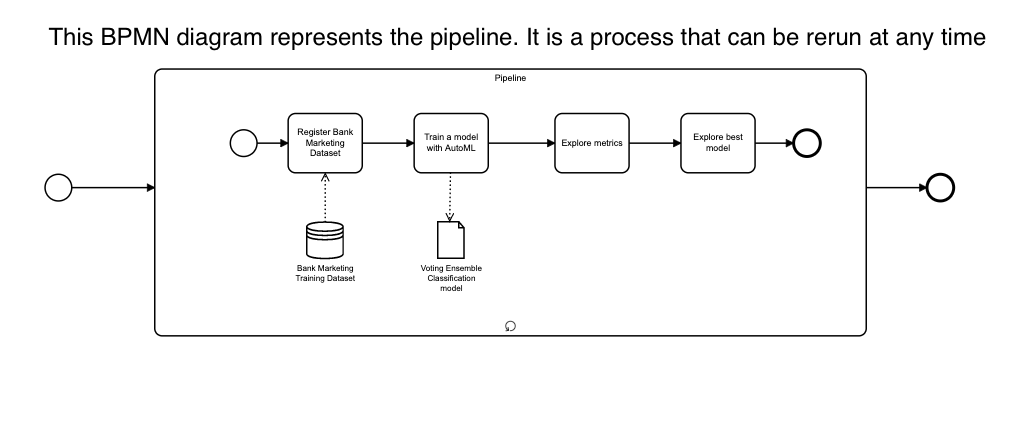 This BPMN diagram represents the pipeline. It is a process that can be rerun at any time
Pipeline
Register Bank
Marketing
Dataset
Train a model
with AutoML
Explore metrics
Explore best
model
Bank Marketing
Training Dataset
Voting Ensemble
Classification
model